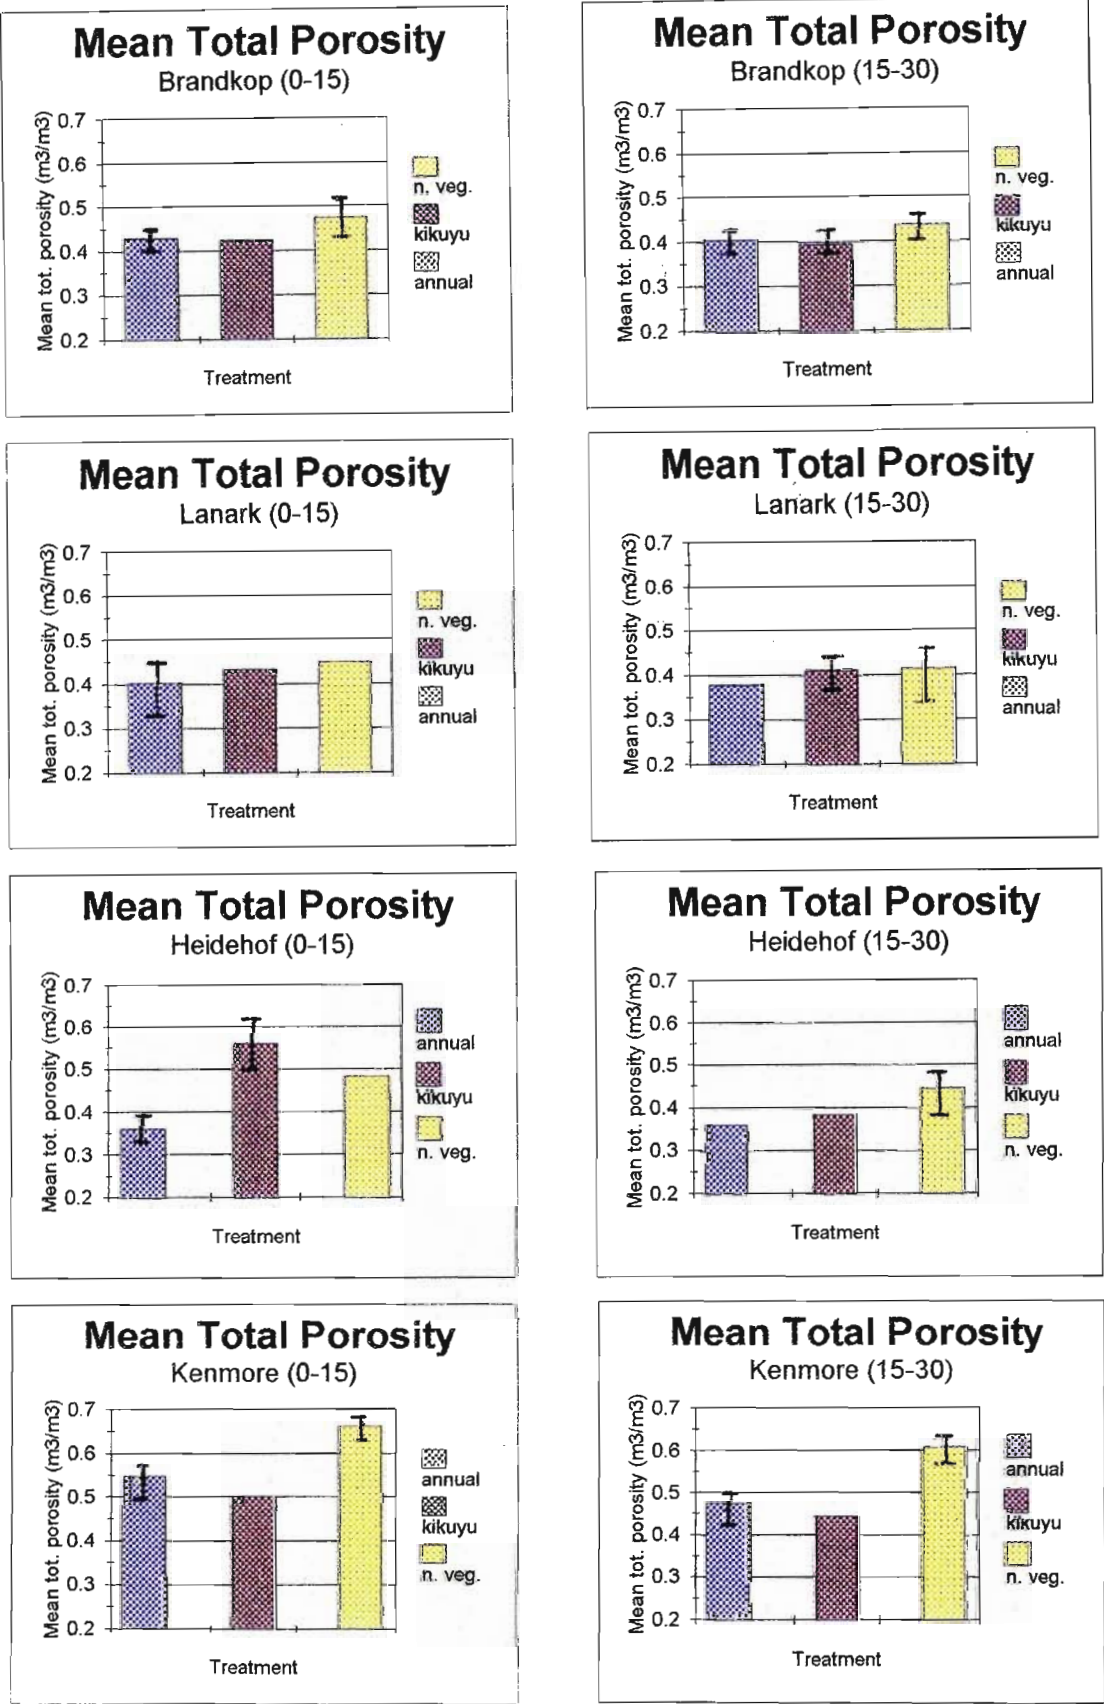 Mean Total Porosity
Brandkop (0-15)
Mean tot. porosity (m3/m3)
0.7
0.6
0.5
0.4
0.3
0.2
n. veg.
kikuyu
annual
Treatment
Mean Total Porosity
Brandkop (15-30)
Mean tot. porosity (m3/m3)
0.7
0.6
0.5
0.4
0.3
0.2
n. veg.
kikuyu
annual
Treatment
Mean Total Porosity
Lanark (0-15)
Mean tot. porosity (m3/m3)
0.7
0.6
0.5
0.4
0.3
0.2
n. veg.
kikuyu
annual
Treatment
Mean Total Porosity
Lanark (15-30)
Mean tot. porosity (m3/m3)
0.7
0.6
0.5
0.4
0.3
0.2
n. veg.
kikuyu
annual
Treatment
Mean Total Porosity
Heidehof (0-15)
Mean tot. porosity (m3/m3)
0.7
0.6
0.5
0.4
0.3
0.2
annual
kikuyu
n. veg.
Treatment
Mean Total Porosity
Heidehof (15-30)
Mean tot. porosity (m3/m3)
0.7
0.6
0.5
0.4
0.3
0.2
annual
kikuyu
n. veg.
Treatment
Mean Total Porosity
Kenmore (0-15)
Mean tot. porosity (m3/m3)
0.7
0.6
0.5
0.4
0.3
0.2
annual
kikuyu
n. veg.
Treatment
Mean Total Porosity
Kenmore (15-30)
Mean tot. porosity (m3/m3)
0.7
0.6
0.5
0.4
0.3
0.2
annual
kikuyu
n. veg.
Treatment